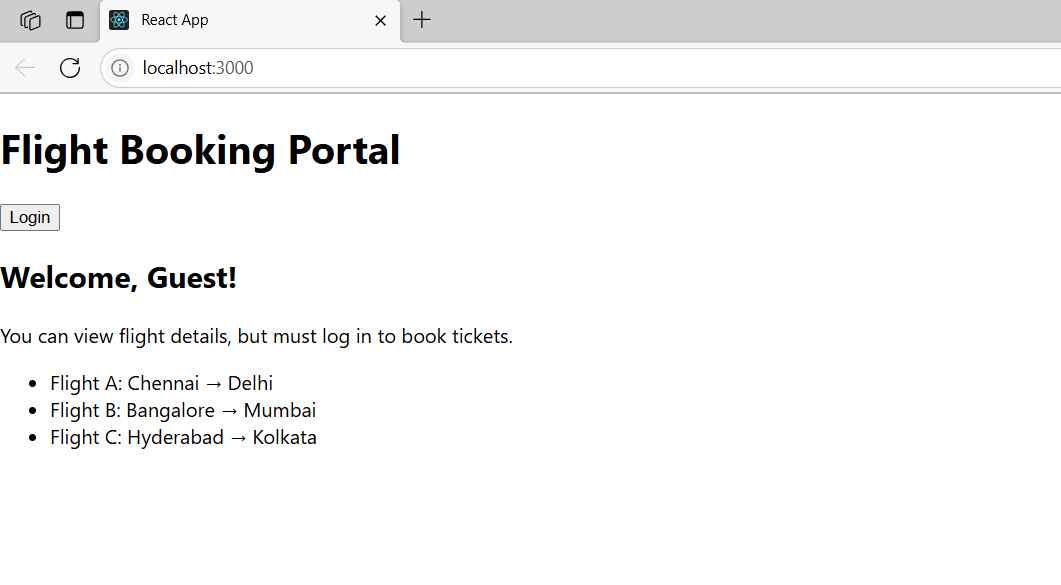 React App
localhost:3000
Flight Booking Portal
Login
Welcome, Guest!
You can view flight details, but must log in to book tickets.
• Flight A: Chennai → Delhi
• Flight B: Bangalore → Mumbai
• Flight C: Hyderabad → Kolkata